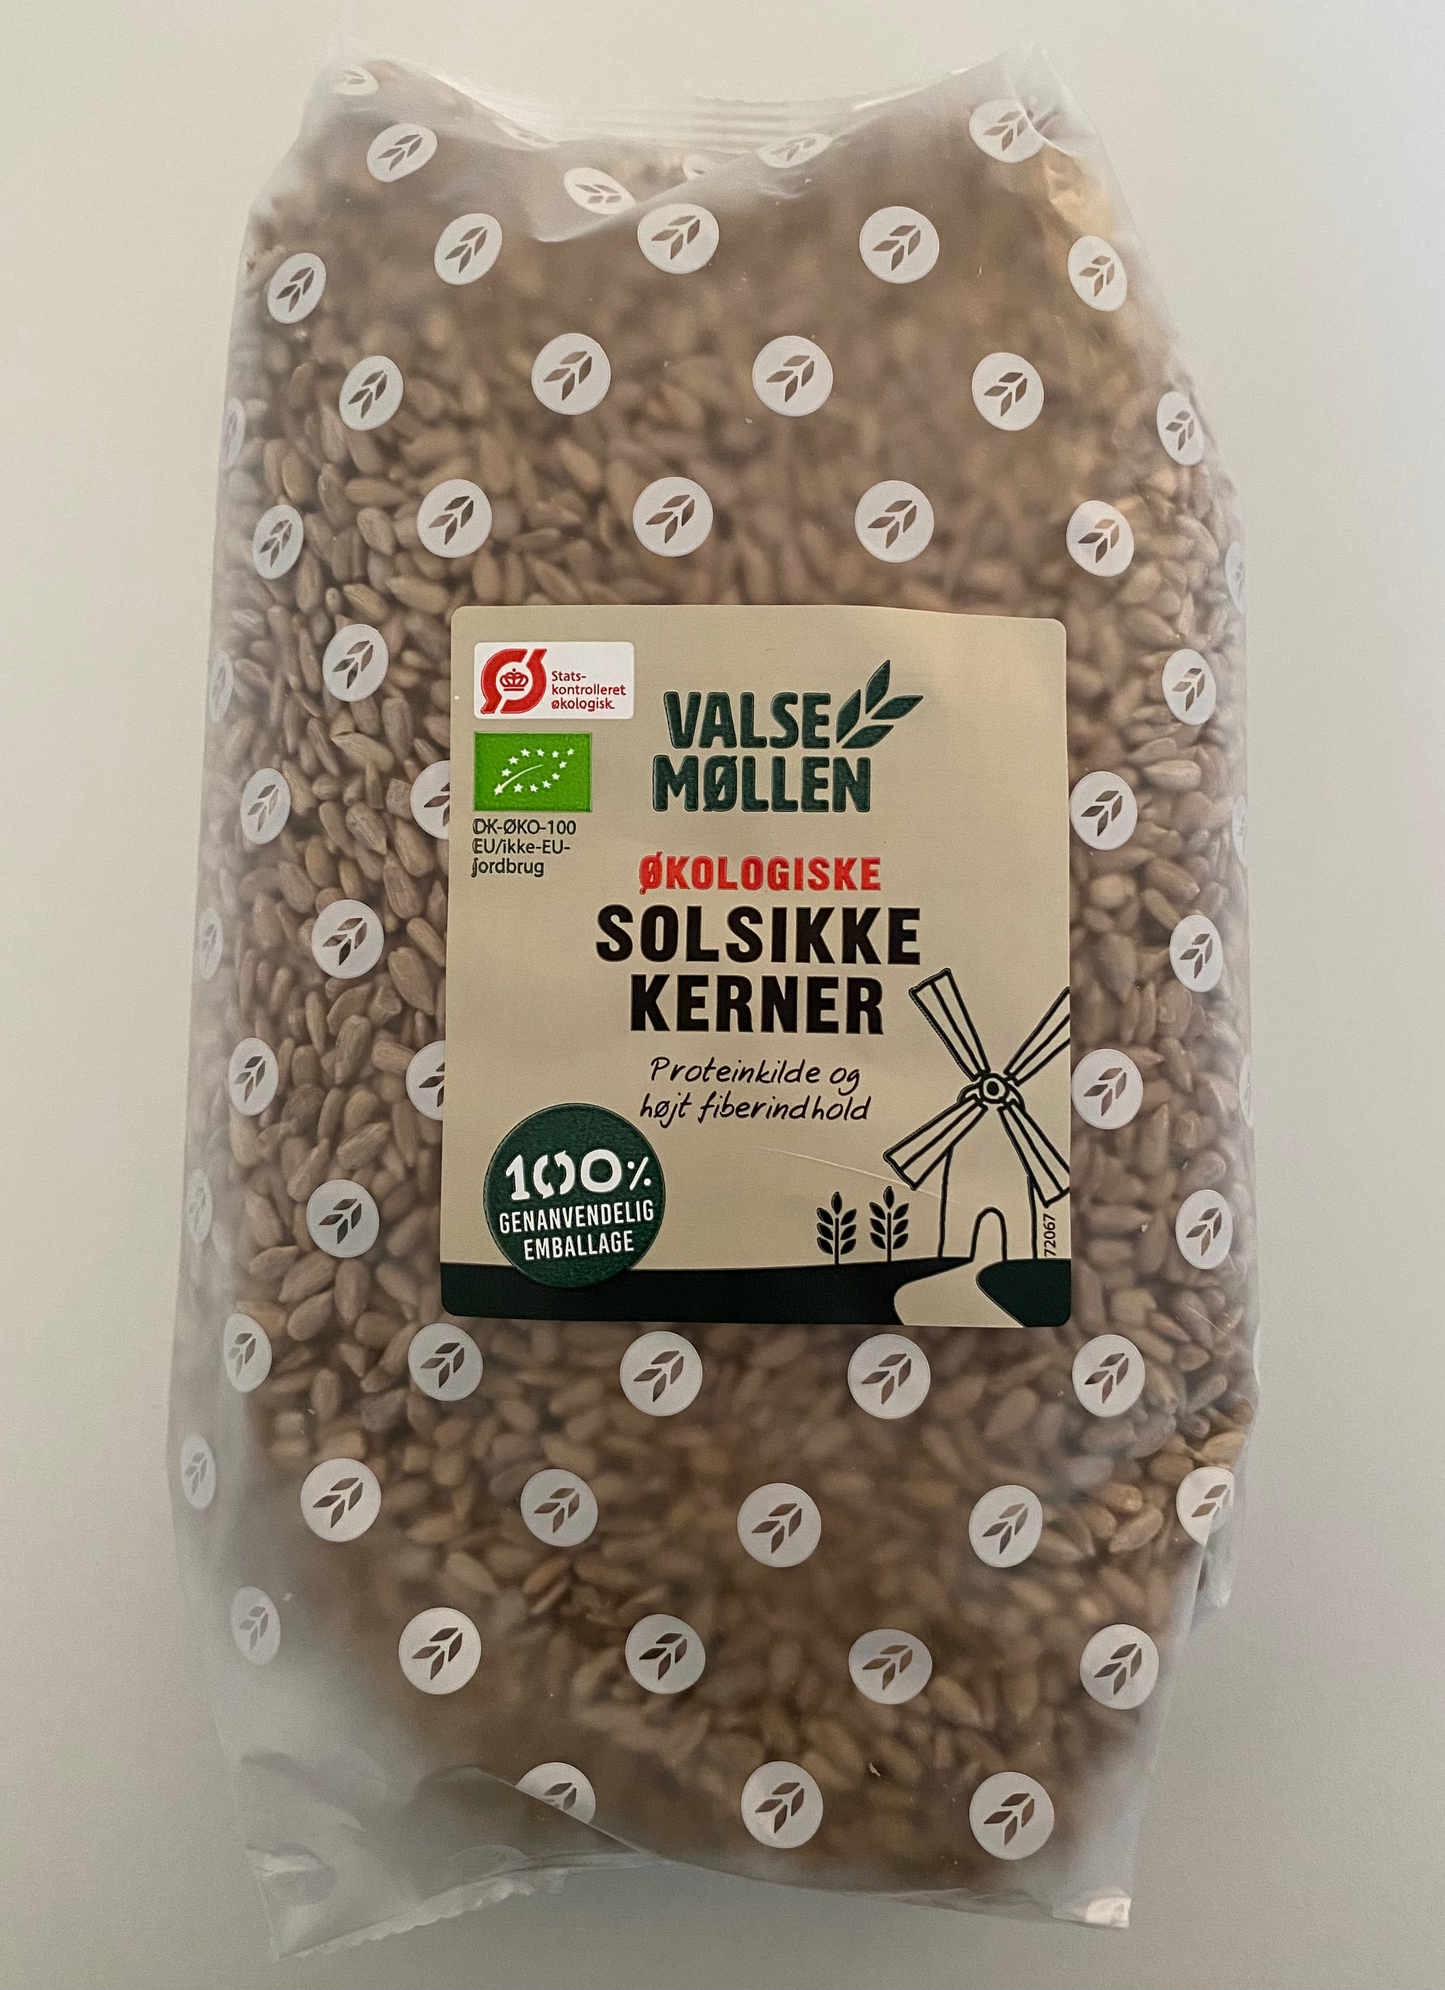 Stats-
kontrolleret
økologisk
DK-ØKO-100
EU/ikke-EU-
jordbrug
VALSE
MØLLEN
ØKOLOGISKE
SOLSIKKE
KERNER
Proteinkilde og
højt fiberindhold
100%
GENANVENDELIG
EMBALLAGE
72067